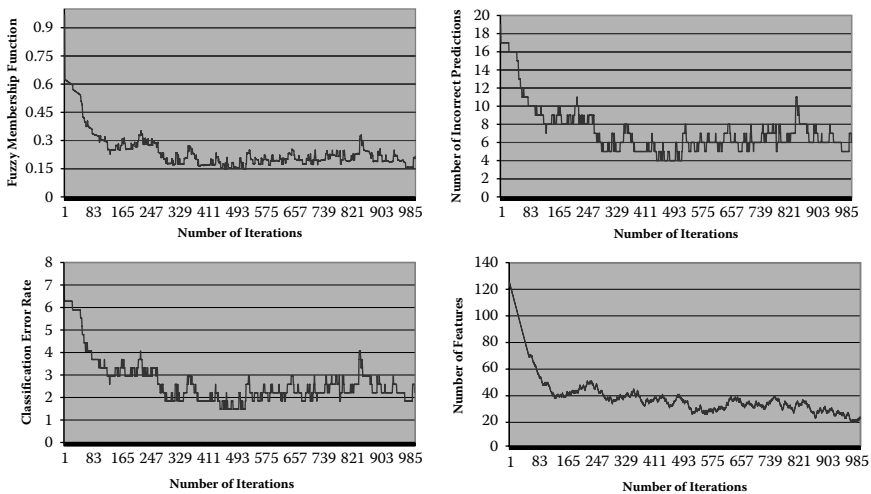 Fuzzy Membership Function
0.9
0.75
0.6
0.45
0.3
0.15
0
1 83 165 247 329 411 493 575 657 739 821 903 985
Number of Iterations
Number of Incorrect Predictions
20
18
16
14
12
10
8
6
4
2
0
1 83 165 247 329 411 493 575 657 739 821 903 985
Number of Iterations
Classification Error Rate
8
7
6
5
4
3
2
1
0
1 83 165 247 329 411 493 575 657 739 821 903 985
Number of Iterations
Number of Features
140
120
100
80
60
40
20
0
1 83 165 247 329 411 493 575 657 739 821 903 985
Number of Iterations